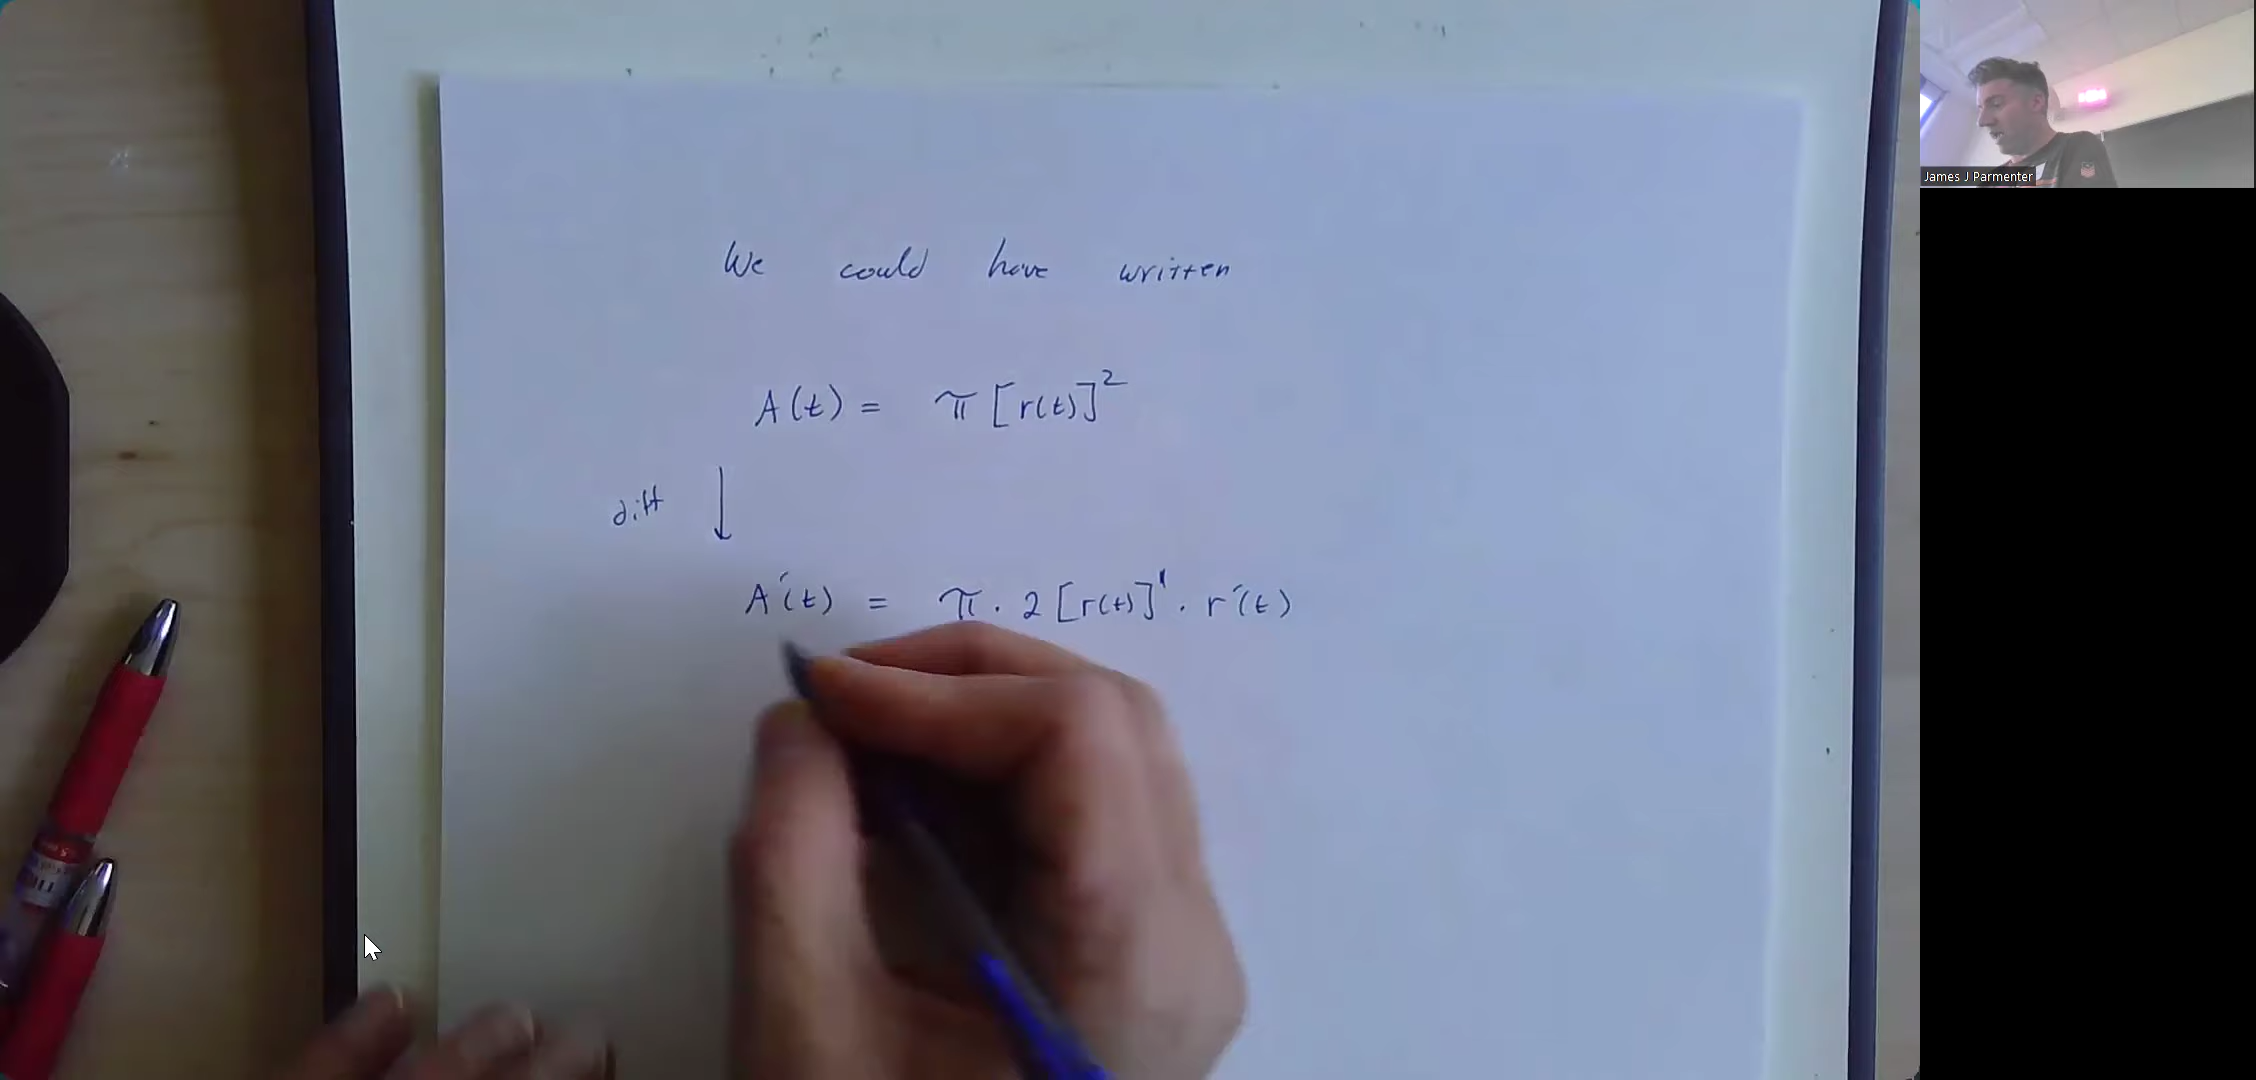 We could have written
A(t) = π [r(t)]²
diff ↓
A'(t) = π · 2 [r(t)]¹ · r'(t)
James J Parmenter